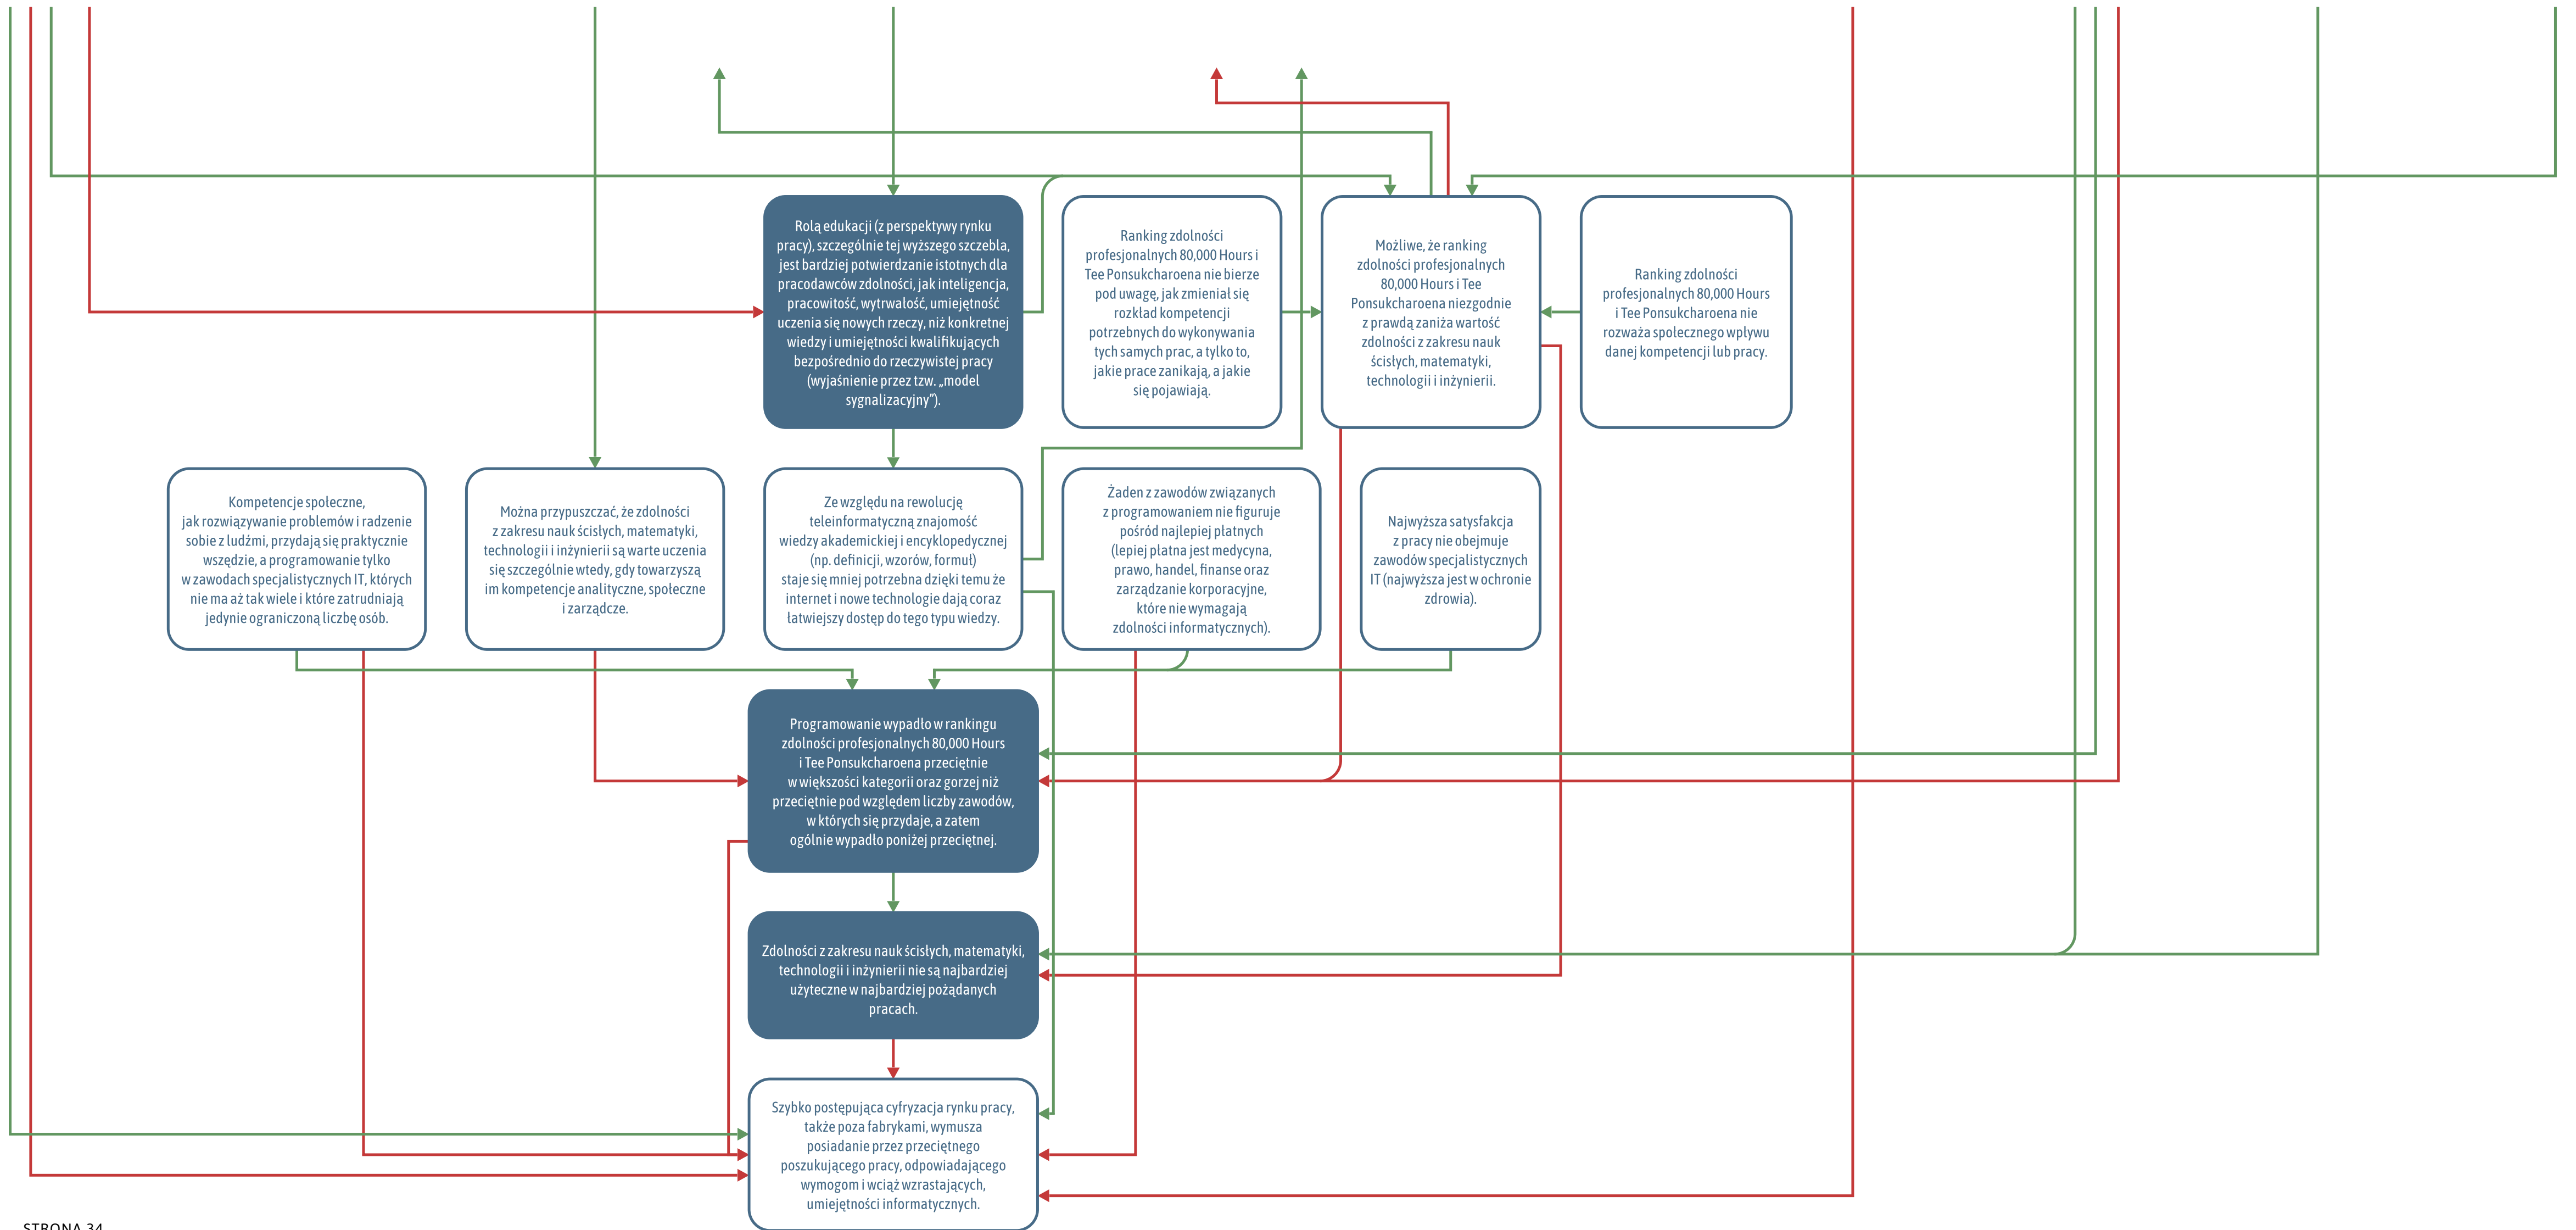 Rolą edukacji (z perspektywy rynku
pracy), szczególnie tej wyższego szczebla,
jest bardziej potwierdzanie istotnych dla
pracodawców zdolności, jak inteligencja,
pracowitość, wytrwałość, umiejętność
uczenia się nowych rzeczy, niż konkretnej
wiedzy i umiejętności kwalifikujących
bezpośrednio do rzeczywistej pracy
(wyjaśnienie przez tzw. „model
sygnalizacyjny”).
Ranking zdolności
profesjonalnych 80,000 Hours i
Tee Ponsukcharoena nie bierze
pod uwagę, jak zmieniał się
rozkład kompetencji
potrzebnych do wykonywania
tych samych prac, a tylko to,
jakie prace zanikają, a jakie
się pojawiają.
Możliwe, że ranking
zdolności profesjonalnych
80,000 Hours i Tee
Ponsukcharoena niezgodnie
z prawdą zaniża wartość
zdolności z zakresu nauk
ścisłych, matematyki,
technologii i inżynierii.
Ranking zdolności
profesjonalnych 80,000 Hours
i Tee Ponsukcharoena nie
rozważa społecznego wpływu
danej kompetencji lub pracy.
Kompetencje społeczne,
jak rozwiązywanie problemów i radzenie
sobie z ludźmi, przydają się praktycznie
wszędzie, a programowanie tylko
w zawodach specjalistycznych IT, których
nie ma aż tak wiele i które zatrudniają
jedynie ograniczoną liczbę osób.
Można przypuszczać, że zdolności
z zakresu nauk ścisłych, matematyki,
technologii i inżynierii są warte uczenia
się szczególnie wtedy, gdy towarzyszą
im kompetencje analityczne, społeczne
i zarządcze.
Ze względu na rewolucję
teleinformatyczną znajomość
wiedzy akademickiej i encyklopedycznej
(np. definicji, wzorów, formuł)
staje się mniej potrzebna dzięki temu że
internet i nowe technologie dają coraz
łatwiejszy dostęp do tego typu wiedzy.
Żaden z zawodów związanych
z programowaniem nie figuruje
pośród najlepiej płatnych
(lepiej płatna jest medycyna,
prawo, handel, finanse oraz
zarządzanie korporacyjne,
które nie wymagają
zdolności informatycznych).
Najwyższa satysfakcja
z pracy nie obejmuje
zawodów specjalistycznych
IT (najwyższa jest w ochronie
zdrowia).
Programowanie wypadło w rankingu
zdolności profesjonalnych 80,000 Hours
i Tee Ponsukcharoena przeciętnie
w większości kategorii oraz gorzej niż
przeciętnie pod względem liczby zawodów,
w których się przydaje, a zatem
ogólnie wypadło poniżej przeciętnej.
Zdolności z zakresu nauk ścisłych, matematyki,
technologii i inżynierii nie są najbardziej
użyteczne w najbardziej pożądanych
pracach.
Szybko postępująca cyfryzacja rynku pracy,
także poza fabrykami, wymusza
posiadanie przez przeciętnego
poszukującego pracy, odpowiadającego
wymogom i wciąż wzrastających,
umiejętności informatycznych.
STRONA 34